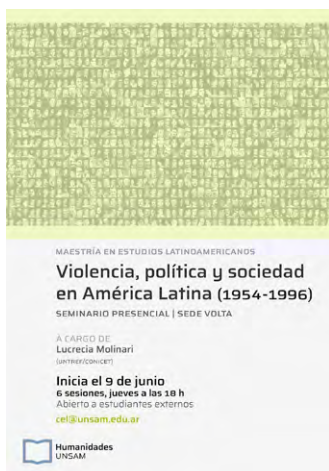 MAESTRÍA EN ESTUDIOS LATINOAMERICANOS
Violencia, política y sociedad
en América Latina (1954-1996)
SEMINARIO PRESENCIAL | SEDE VOLTA
A CARGO DE
Lucrecia Molinari
(UNTREF/CONICET)
Inicia el 9 de junio
6 sesiones, jueves a las 18 h
Abierto a estudiantes externos
cel@unsam.edu.ar
Humanidades
UNSAM